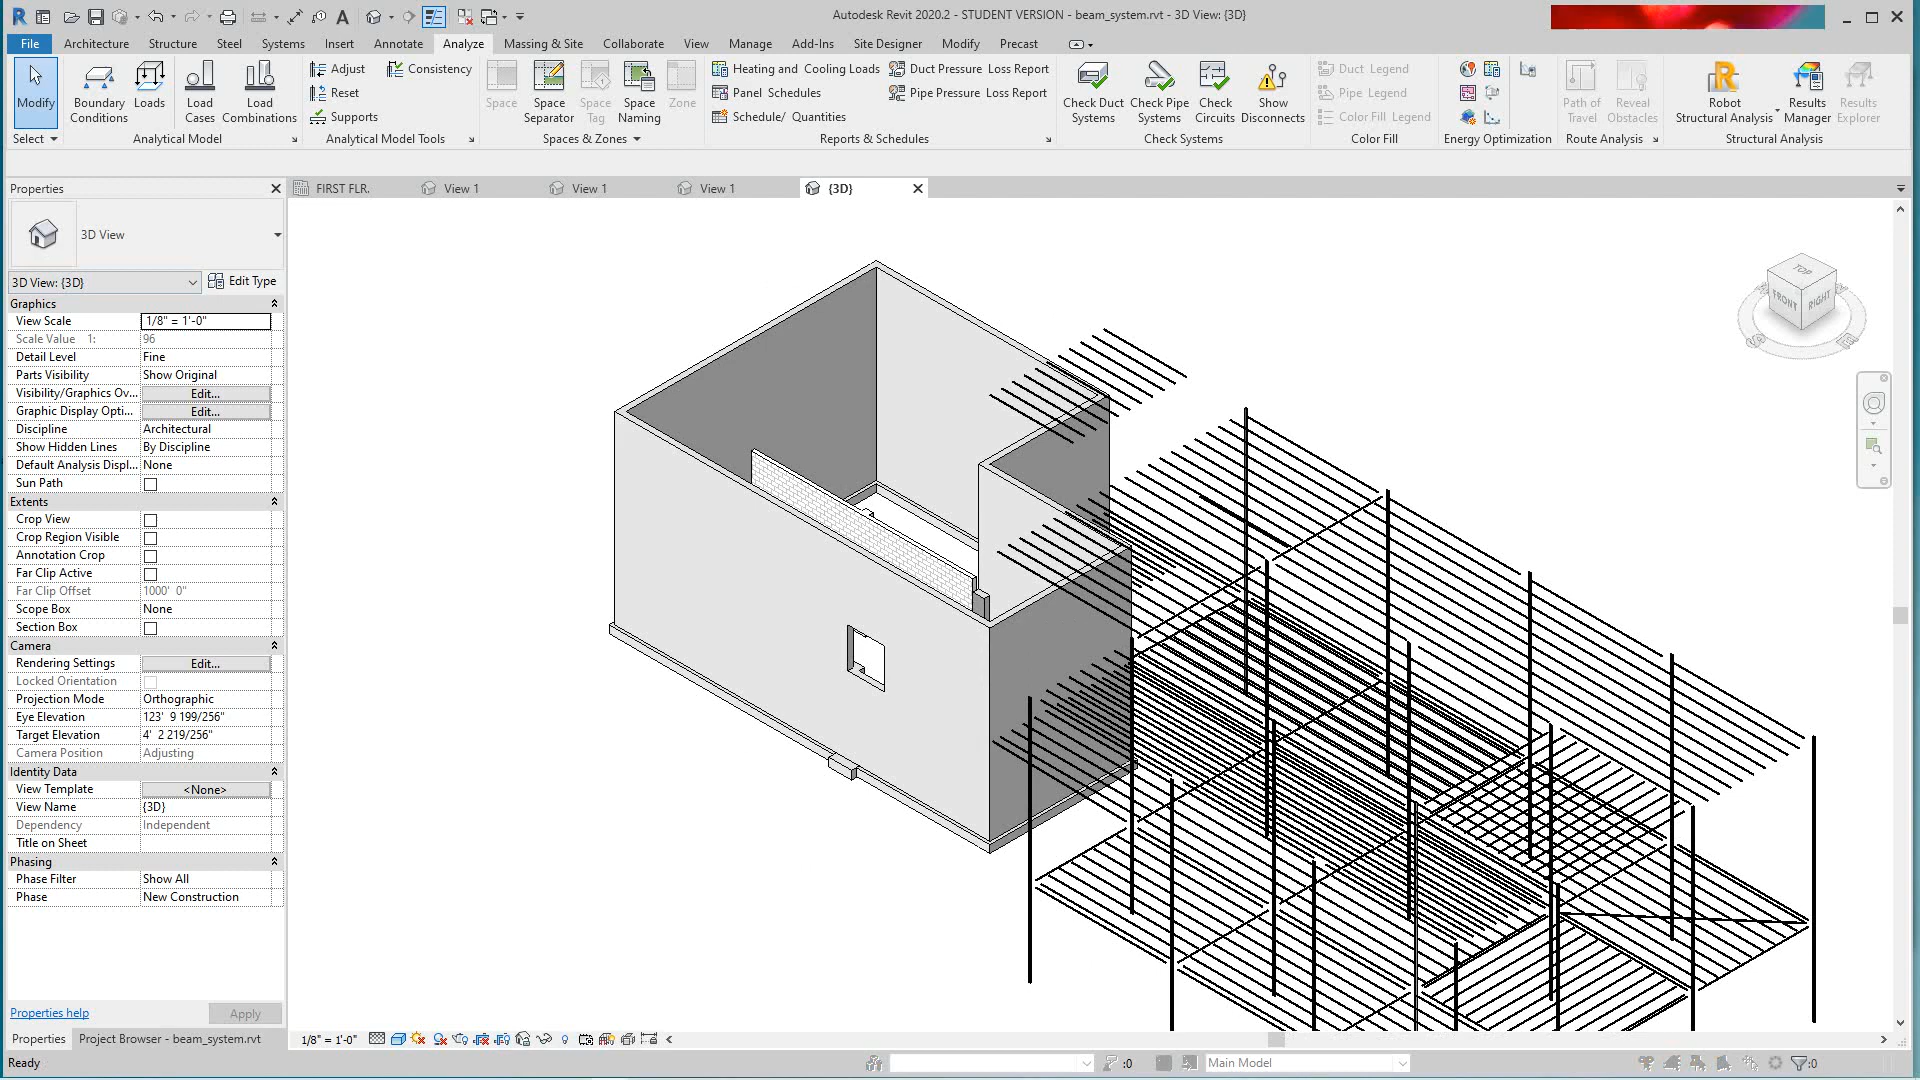 Autodesk Revit 2020.2 - STUDENT VERSION - beam_system.rvt - 3D View: {3D}
File Architecture Structure Steel Systems Insert Annotate Analyze Massing & Site Collaborate View Manage Add-Ins Site Designer Modify Precast
Modify
Boundary Conditions
Loads
Load Cases
Load Combinations
Adjust
Reset
Supports
Consistency
Space
Space Separator
Space Tag
Space Naming
Zone
Heating and Cooling Loads
Panel Schedules
Schedule/ Quantities
Duct Pressure Loss Report
Pipe Pressure Loss Report
Check Duct Systems
Check Pipe Systems
Check Circuits
Show Disconnects
Duct Legend
Pipe Legend
Color Fill Legend
Path of Travel
Reveal Obstacles
Robot Structural Analysis
Results Manager
Results Explorer
Select Analytical Model Analytical Model Tools Spaces & Zones Reports & Schedules Check Systems Color Fill Energy Optimization Route Analysis Structural Analysis
Properties
FIRST FLR. View 1 View 1 View 1 {3D}
3D View
3D View: {3D} Edit Type
Graphics
View Scale 1/8" = 1'-0"
Scale Value 1: 96
Detail Level Fine
Parts Visibility Show Original
Visibility/Graphics Ov... Edit...
Graphic Display Opti... Edit...
Discipline Architectural
Show Hidden Lines By Discipline
Default Analysis Displ... None
Sun Path
Extents
Crop View
Crop Region Visible
Annotation Crop
Far Clip Active
Far Clip Offset 1000' 0"
Scope Box None
Section Box
Camera
Rendering Settings Edit...
Locked Orientation
Projection Mode Orthographic
Eye Elevation 123' 9 199/256"
Target Elevation 4' 2 219/256"
Camera Position Adjusting
Identity Data
View Template <None>
View Name {3D}
Dependency Independent
Title on Sheet
Phasing
Phase Filter Show All
Phase New Construction
TOP
FRONT
RIGHT
Properties help Apply
Properties Project Browser - beam_system.rvt
1/8" = 1'-0"
Ready
:0
Main Model
:0